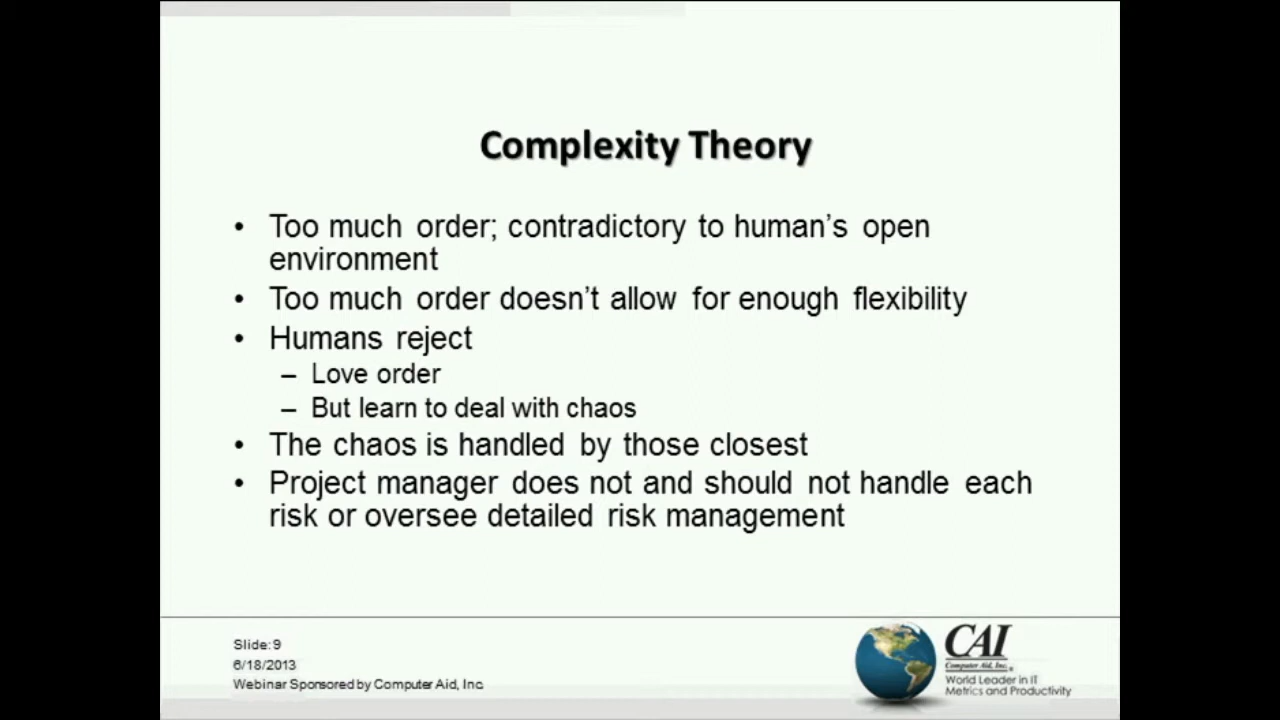 Complexity Theory
• Too much order; contradictory to human's open
environment
• Too much order doesn't allow for enough flexibility
• Humans reject
– Love order
– But learn to deal with chaos
• The chaos is handled by those closest
• Project manager does not and should not handle each
risk or oversee detailed risk management
Slide: 9
6/18/2013
Webinar Sponsored by Computer Aid, Inc.
CAI
Computer Aid, Inc.®
World Leader in IT
Metrics and Productivity